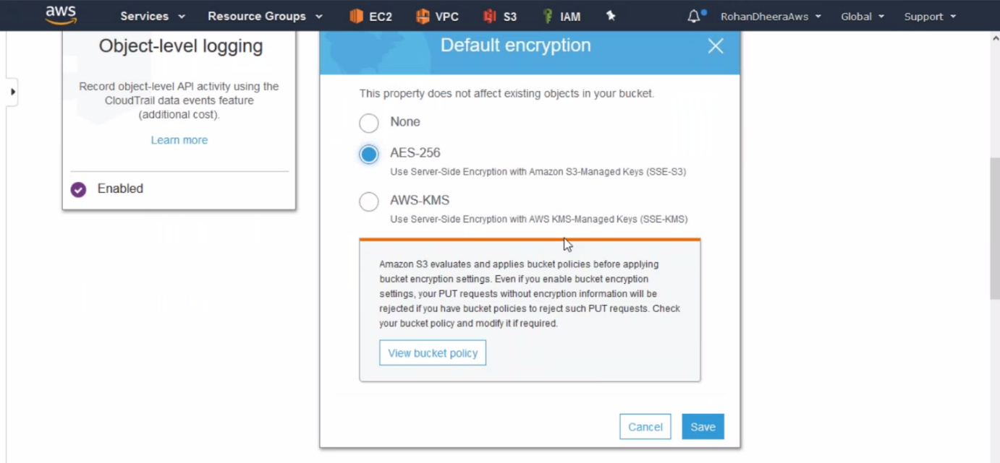 aws
Services
Resource Groups
EC2
VPC
S3
IAM
RohanDheeraAws
Global
Support
Object-level logging
Record object-level API activity using the
CloudTrail data events feature
(additional cost).
Learn more
Enabled
Default encryption
This property does not affect existing objects in your bucket.
None
AES-256
Use Server-Side Encryption with Amazon S3-Managed Keys (SSE-S3)
AWS-KMS
Use Server-Side Encryption with AWS KMS-Managed Keys (SSE-KMS)
Amazon S3 evaluates and applies bucket policies before applying
bucket encryption settings. Even if you enable bucket encryption
settings, your PUT requests without encryption information will be
rejected if you have bucket policies to reject such PUT requests. Check
your bucket policy and modify it if required.
View bucket policy
Cancel
Save